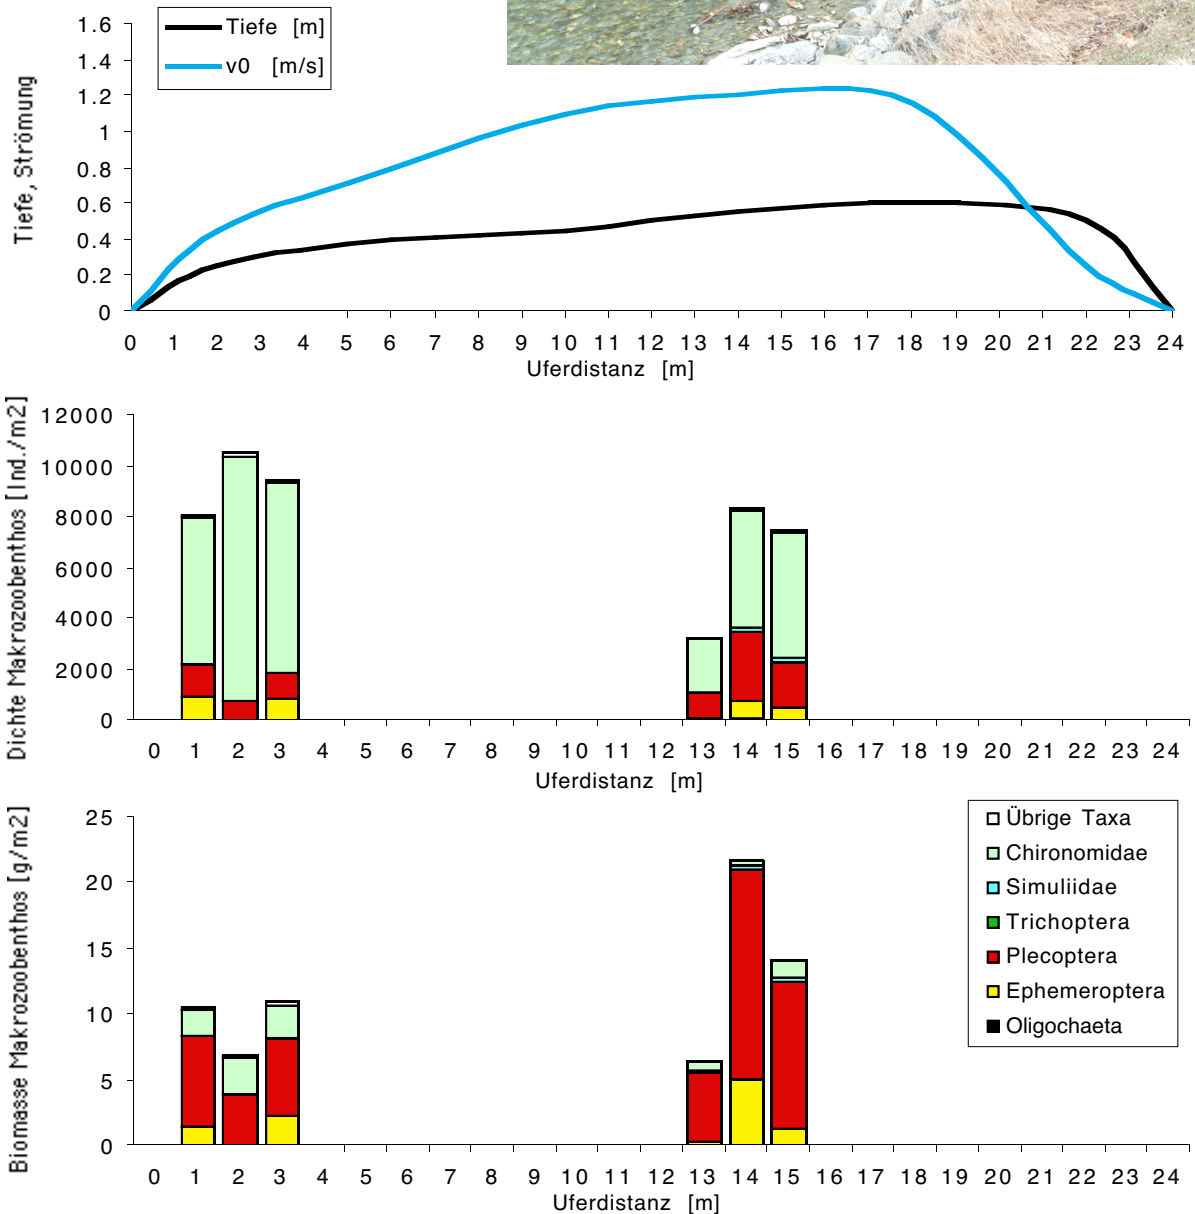 1.6
1.4
1.2
1
0.8
0.6
0.4
0.2
0
Tiefe, Strömung
Tiefe [m]
v0 [m/s]
0 1 2 3 4 5 6 7 8 9 10 11 12 13 14 15 16 17 18 19 20 21 22 23 24
Uferdistanz [m]
Dichte Makrozoobenthos [Ind./m2]
12000
10000
8000
6000
4000
2000
0
0 1 2 3 4 5 6 7 8 9 10 11 12 13 14 15 16 17 18 19 20 21 22 23 24
Uferdistanz [m]
Biomasse Makrozoobenthos [g/m2]
25
20
15
10
5
0
Übrige Taxa
Chironomidae
Simuliidae
Trichoptera
Plecoptera
Ephemeroptera
Oligochaeta
0 1 2 3 4 5 6 7 8 9 10 11 12 13 14 15 16 17 18 19 20 21 22 23 24
Uferdistanz [m]